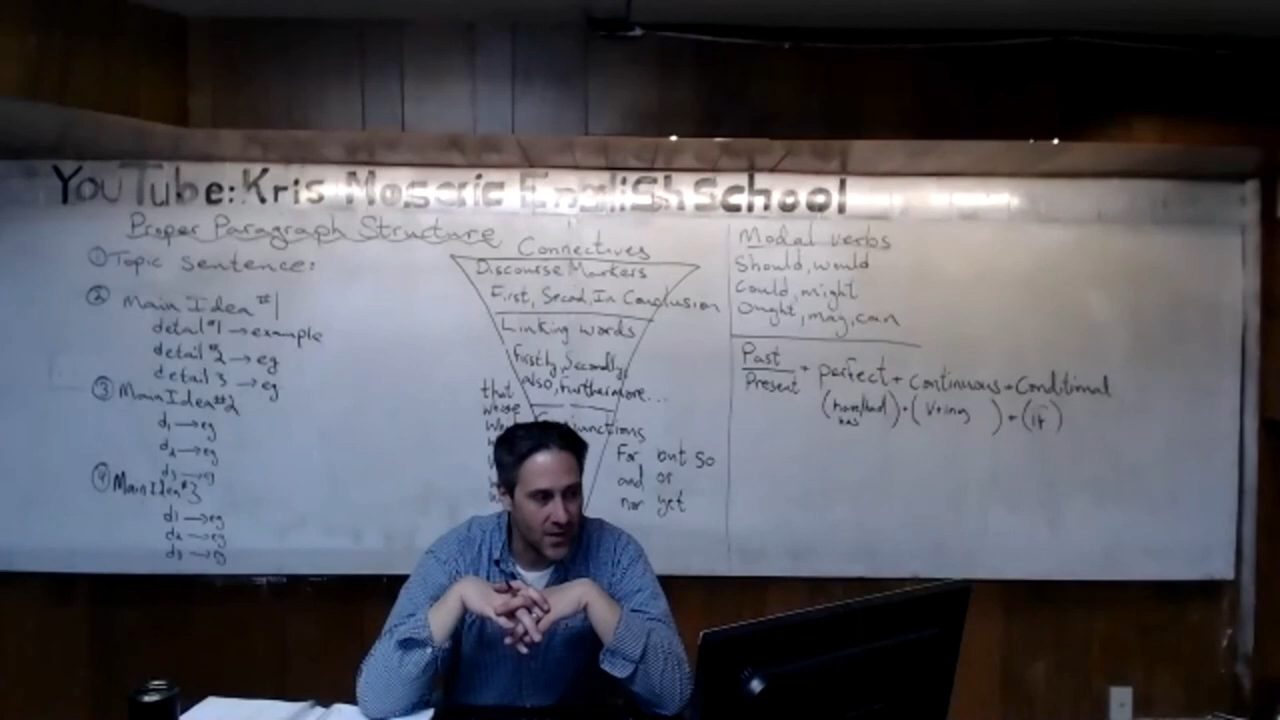 YouTube: Kris Mosaic English School
Proper Paragraph Structure
① Topic Sentence:
② Main Idea #1
detail #1 → example
detail #2 → eg
detail 3 → eg
③ Main Idea #2
d1 → eg
d2 → eg
d3 → eg
④ Main Idea #3
d1 → eg
d2 → eg
d3 → eg
Connectives
Discourse Markers
First, Second, In Conclusion
Linking words
Firstly, Secondly,
also, furthermore...
that
whose
For but so
and or
nor yet
Modal verbs
Should, would
Could, might
Ought, may, can
Past
Present
+ perfect + continuous + Conditional
(have/had) + (V+ing ) + (if)
has